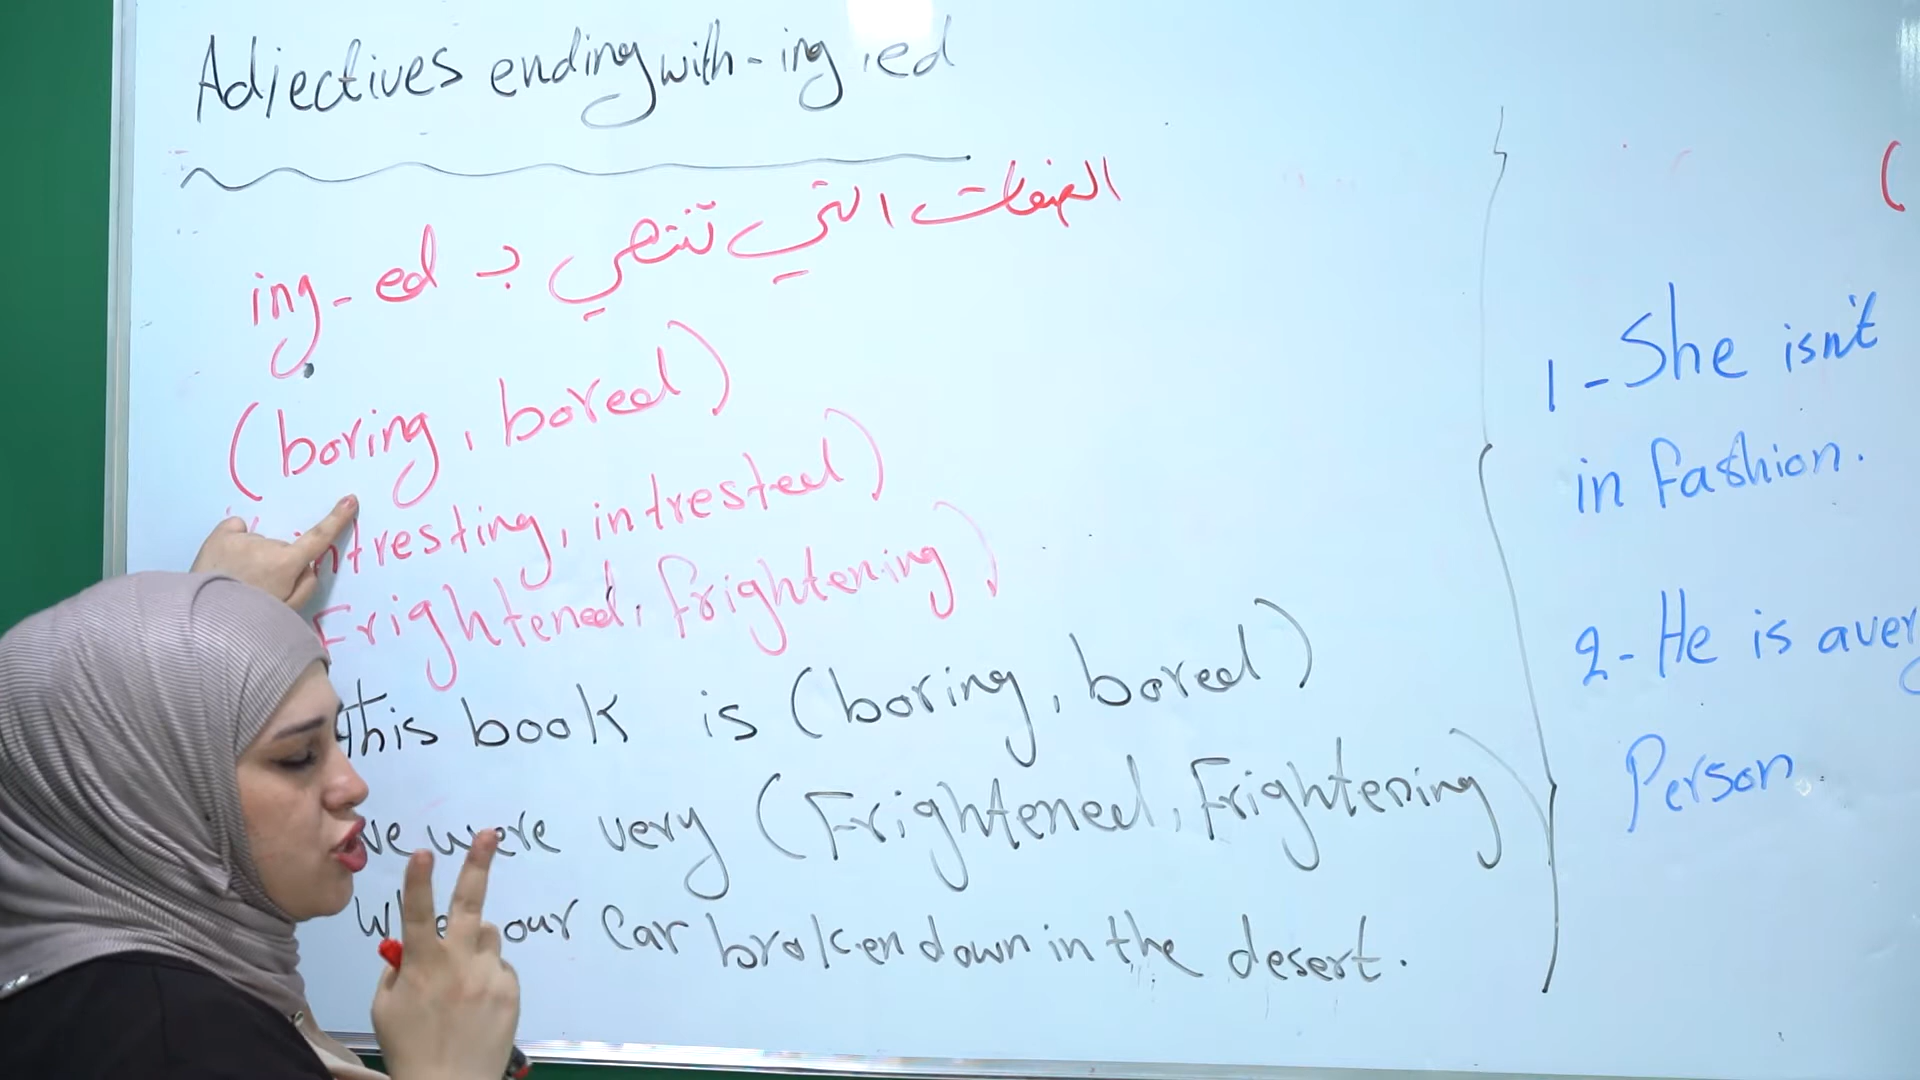 Adjectives ending with - ing , ed
الصفات التي تنتهي بـ ing - ed
(boring, bored)
intresting, intrested)
Frightened, frightening)
this book is (boring, bored)
we were very (Frightened, Frightening
When our Car broken down in the desert.
(
1 - She isn't
in fashion.
2 - He is a very
Person.